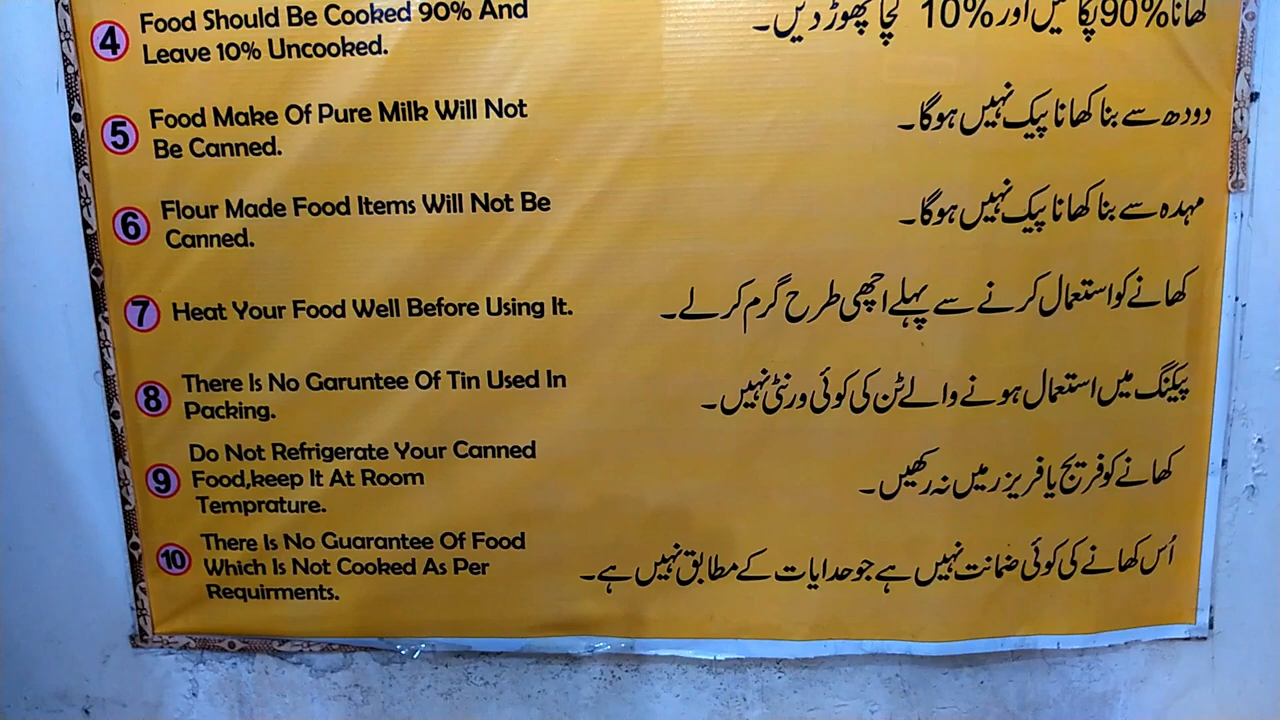 4 Food Should Be Cooked 90% And
Leave 10% Uncooked.
کھانا 90% پکائیں اور 10% کچا چھوڑ دیں۔
5 Food Make Of Pure Milk Will Not
Be Canned.
دودھ سے بنا کھانا پیک نہیں ہوگا۔
6 Flour Made Food Items Will Not Be
Canned.
مہدہ سے بنا کھانا پیک نہیں ہوگا۔
7 Heat Your Food Well Before Using It.
کھانے کو استعمال کرنے سے پہلے اچھی طرح گرم کر لے۔
8 There Is No Garuntee Of Tin Used In
Packing.
پیکنگ میں استعمال ہونے والے ٹن کی کوئی ورنٹی نہیں۔
9 Do Not Refrigerate Your Canned
Food,keep It At Room
Temprature.
کھانے کو فریج یا فریزر میں نہ رکھیں۔
10 There Is No Guarantee Of Food
Which Is Not Cooked As Per
Requirments.
اُس کھانے کی کوئی ضمانت نہیں ہے جو حدایات کے مطابق نہیں ہے۔